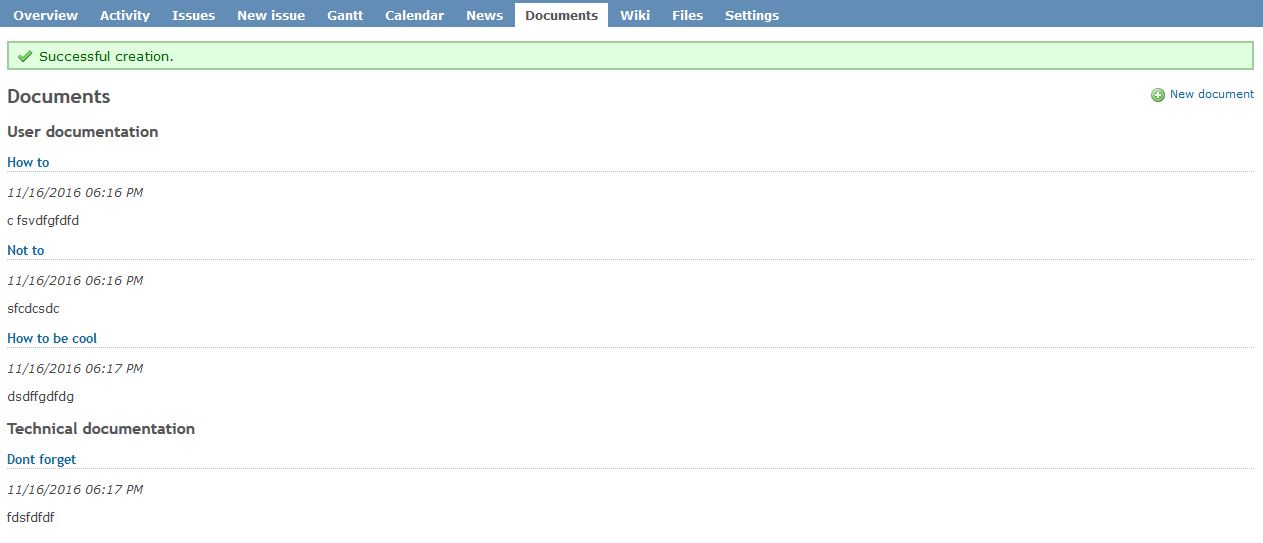 Overview Activity Issues New issue Gantt Calendar News Documents Wiki Files Settings
Successful creation.
Documents New document
User documentation
How to
11/16/2016 06:16 PM
c fsvdfgfdfd
Not to
11/16/2016 06:16 PM
sfcdcsdc
How to be cool
11/16/2016 06:17 PM
dsdffgdfdg
Technical documentation
Dont forget
11/16/2016 06:17 PM
fdsfdfdf